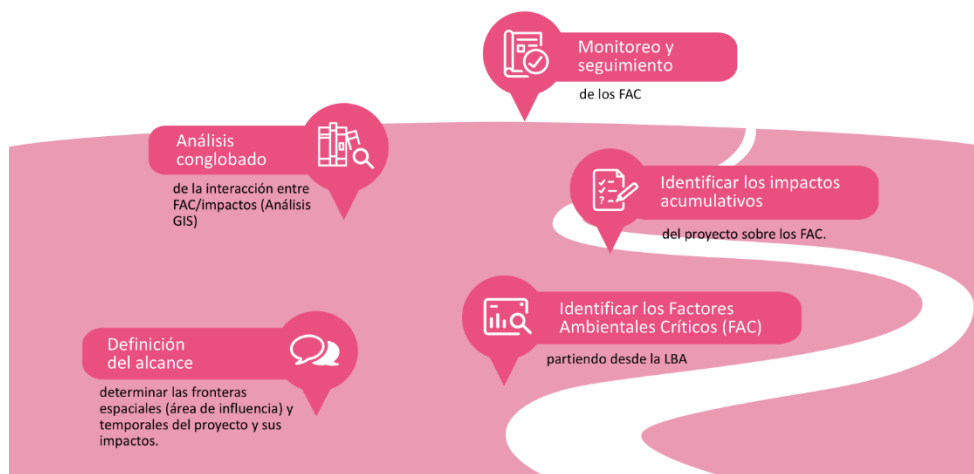 Monitoreo y
seguimiento
de los FAC
Análisis
conglobado
de la interacción entre
FAC/impactos (Análisis
GIS)
Identificar los impactos
acumulativos
del proyecto sobre los FAC.
Identificar los Factores
Ambientales Críticos (FAC)
partiendo desde la LBA
Definición
del alcance
determinar las fronteras
espaciales (área de influencia) y
temporales del proyecto y sus
impactos.